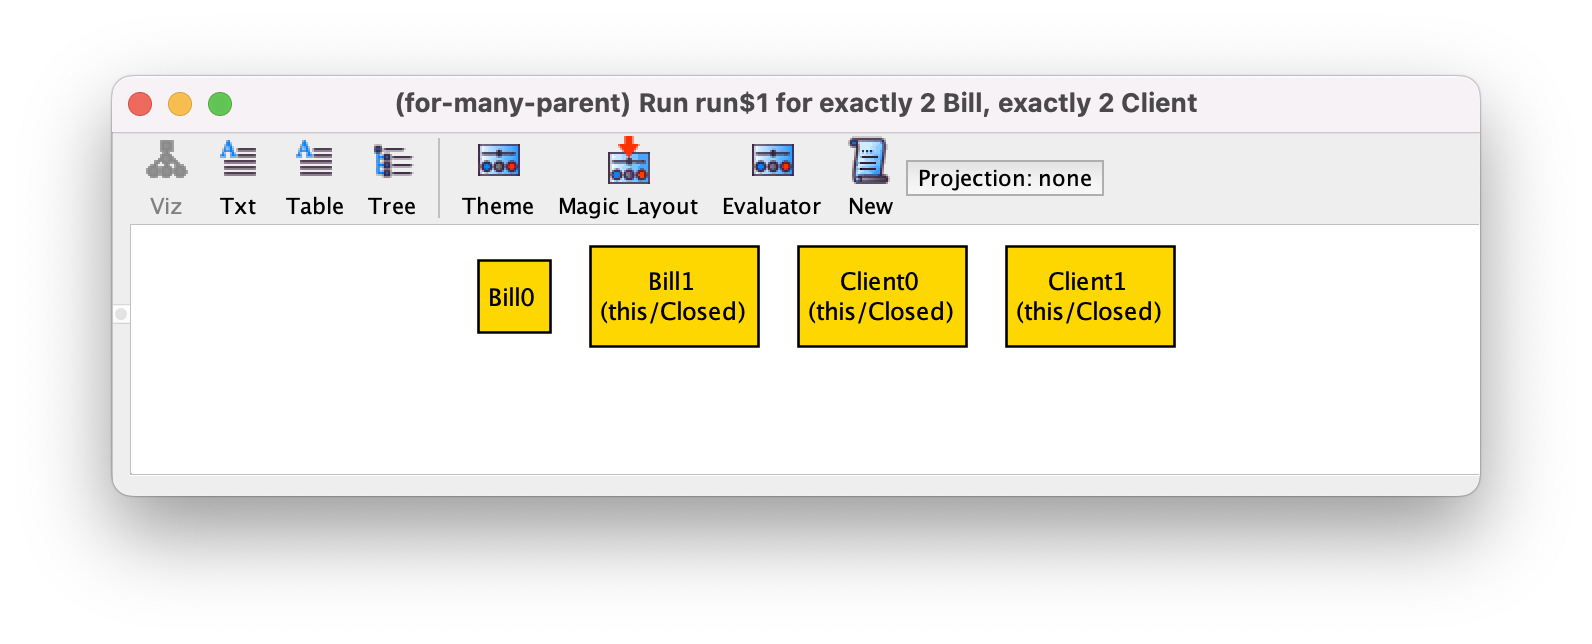 (for-many-parent) Run run$1 for exactly 2 Bill, exactly 2 Client
Viz Txt Table Tree Theme Magic Layout Evaluator New Projection: none
Bill0
Bill1
(this/Closed)
Client0
(this/Closed)
Client1
(this/Closed)